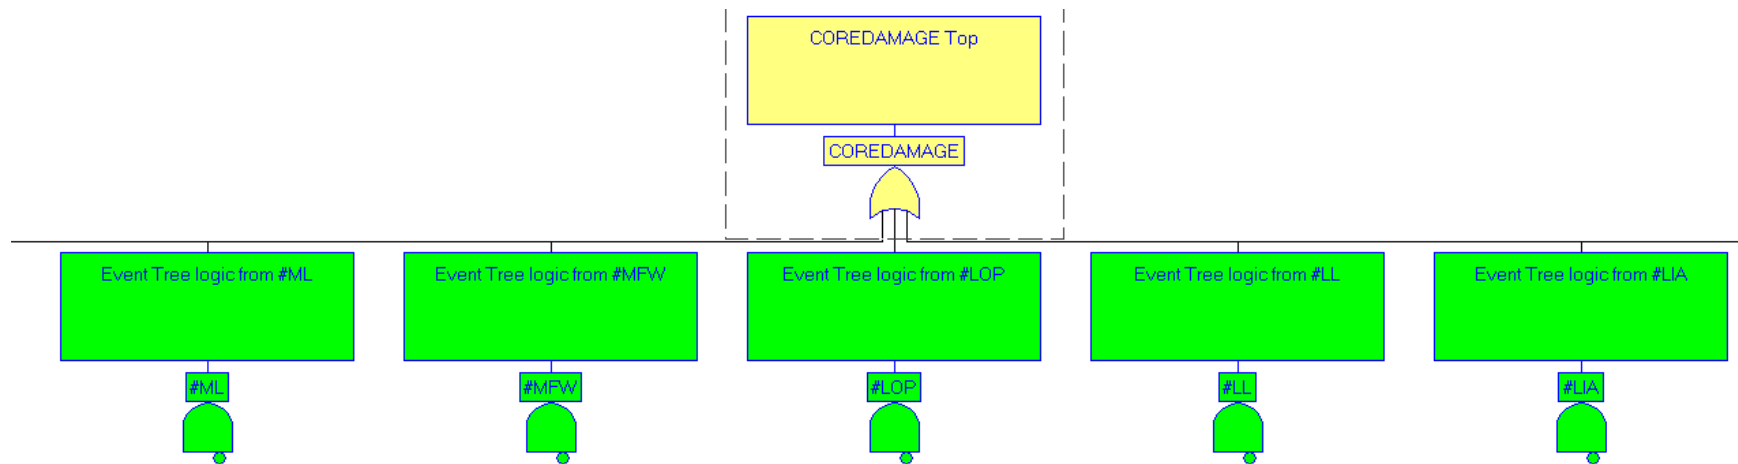 COREDAMAGE Top
COREDAMAGE
Event Tree logic from #ML
Event Tree logic from #MFW
Event Tree logic from #LOP
Event Tree logic from #LL
Event Tree logic from #LIA
#ML
#MFW
#LOP
#LL
#LIA